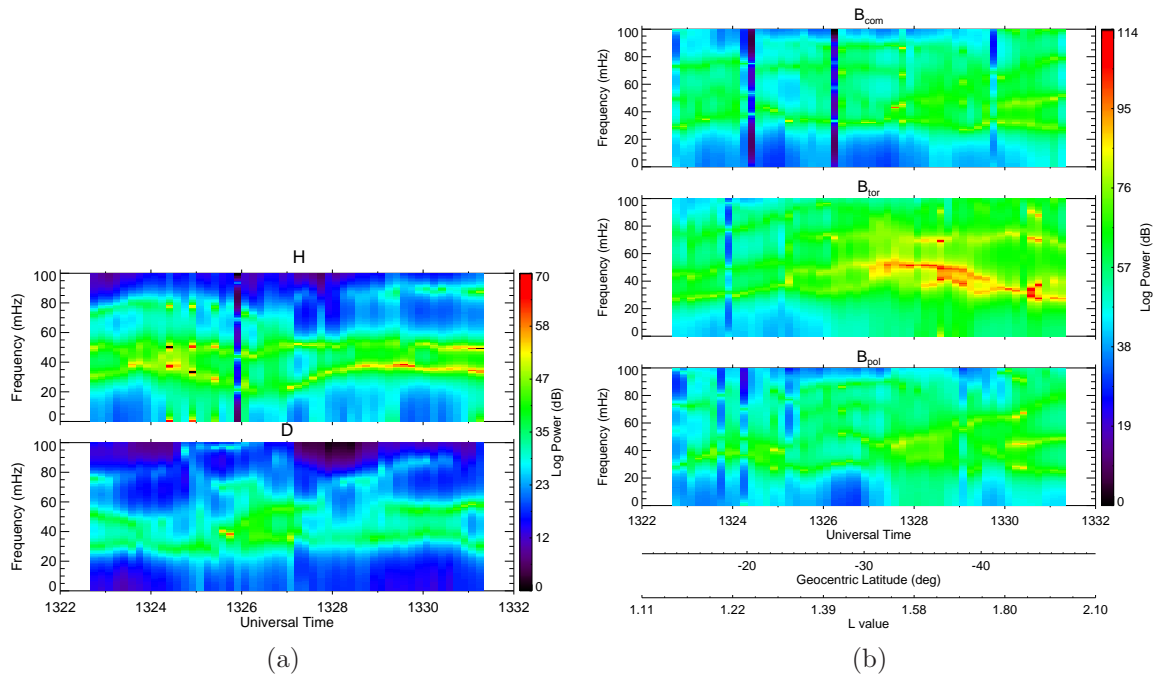 H
100
80
60
40
20
0
Frequency (mHz)
D
100
80
60
40
20
0
Frequency (mHz)
1322 1324 1326 1328 1330 1332
Universal Time
70
58
47
35
23
12
0
Log Power (dB)
(a)
B_com
100
80
60
40
20
0
Frequency (mHz)
B_tor
100
80
60
40
20
0
Frequency (mHz)
B_pol
100
80
60
40
20
0
Frequency (mHz)
1322 1324 1326 1328 1330 1332
Universal Time
-20 -30 -40
Geocentric Latitude (deg)
1.11 1.22 1.39 1.58 1.80 2.10
L value
114
95
76
57
38
19
0
Log Power (dB)
(b)